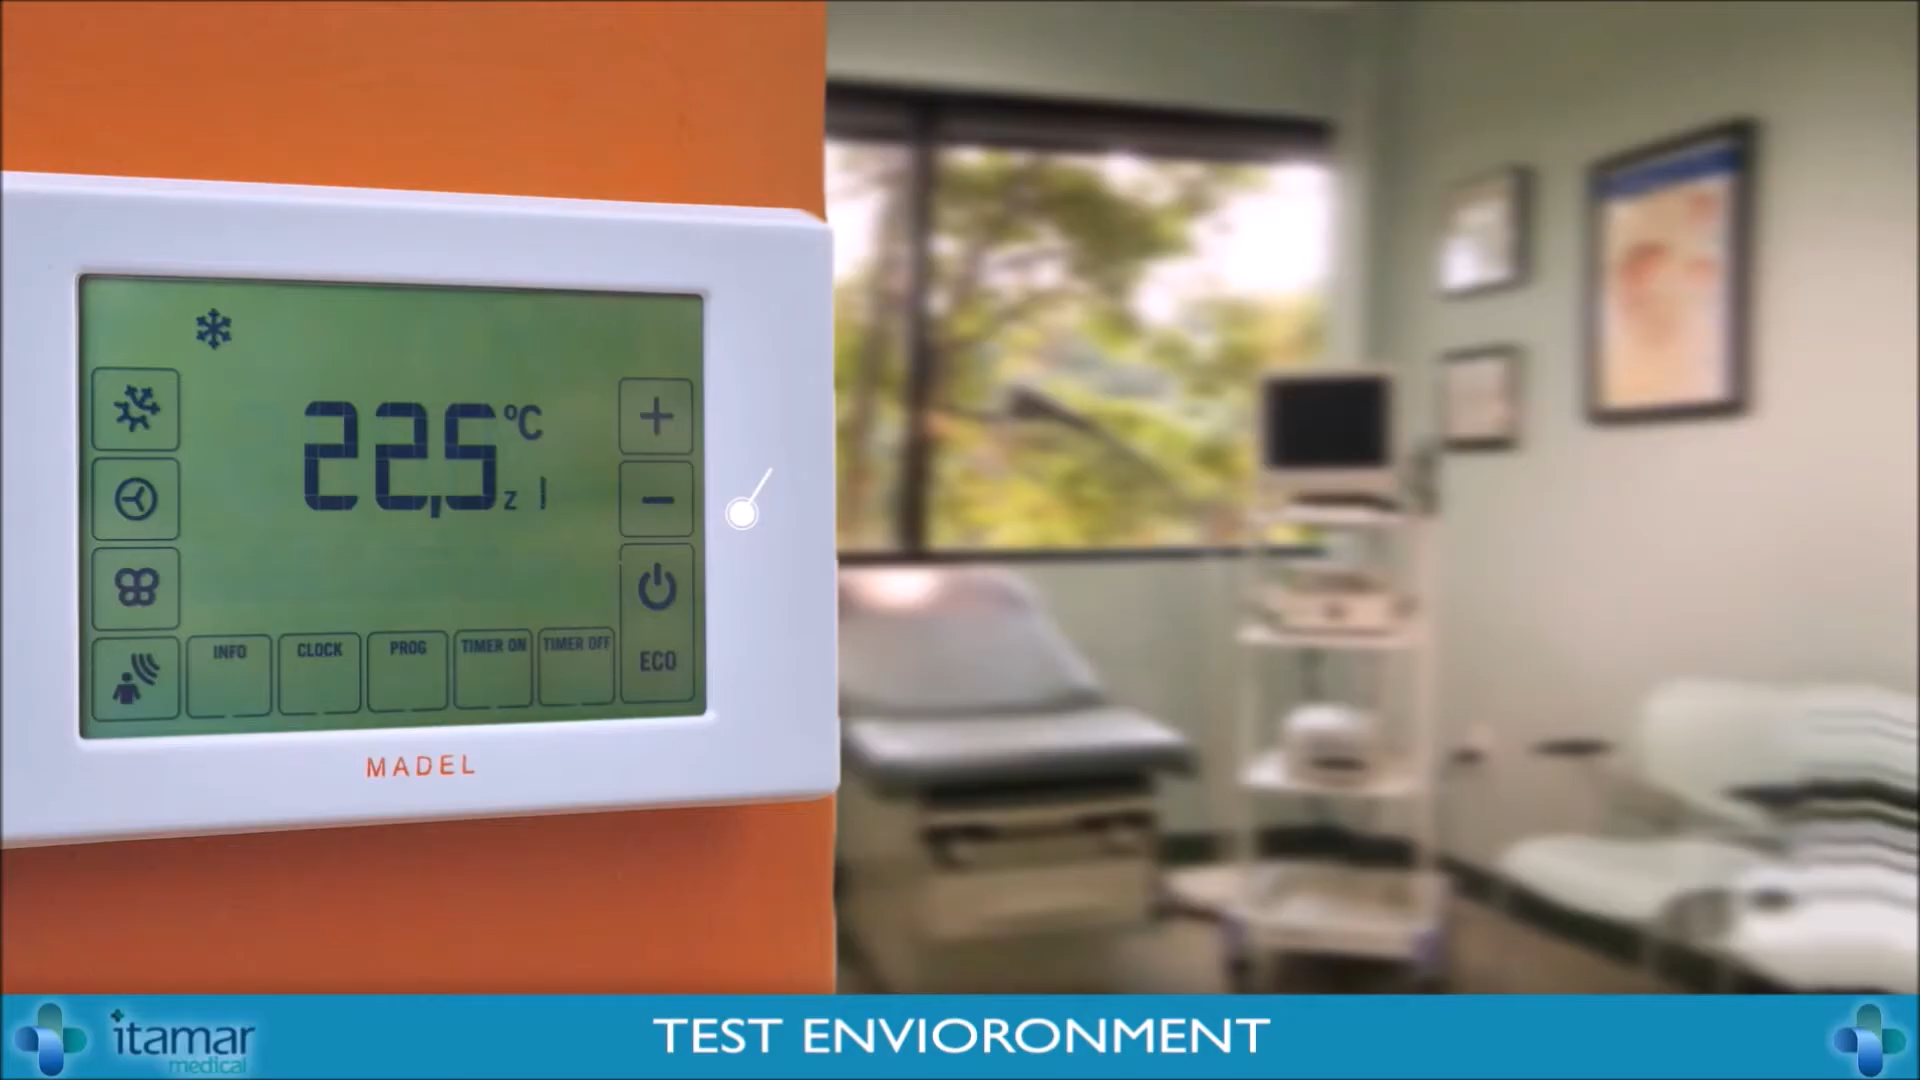 22,5 °C
z 1
INFO CLOCK PROG TIMER ON TIMER OFF ECO
MADEL
itamar
medical
TEST ENVIORONMENT